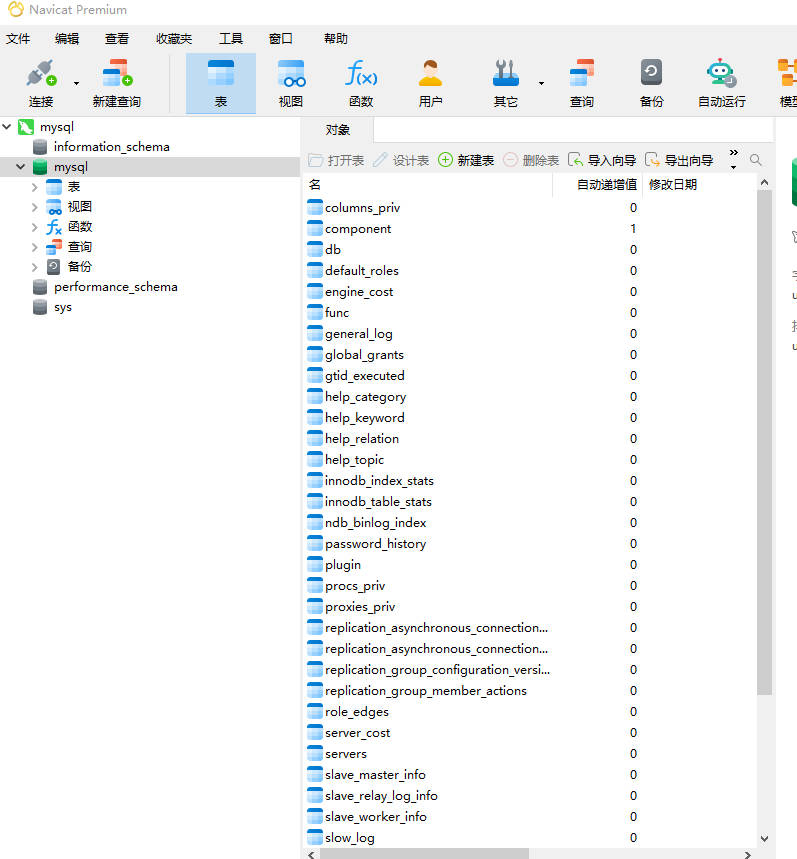 Navicat Premium
文件 编辑 查看 收藏夹 工具 窗口 帮助
f(x)
连接 新建查询 表 视图 函数 用户 其它 查询 备份 自动运行
mysql
information_schema
mysql
表
视图
函数
查询
备份
performance_schema
sys
对象
打开表 设计表 新建表 删除表 导入向导 导出向导
名 自动递增值 修改日期
columns_priv 0
component 1
db 0
default_roles 0
engine_cost 0
func 0
general_log 0
global_grants 0
gtid_executed 0
help_category 0
help_keyword 0
help_relation 0
help_topic 0
innodb_index_stats 0
innodb_table_stats 0
ndb_binlog_index 0
password_history 0
plugin 0
procs_priv 0
proxies_priv 0
replication_asynchronous_connection... 0
replication_asynchronous_connection... 0
replication_group_configuration_versi... 0
replication_group_member_actions 0
role_edges 0
server_cost 0
servers 0
slave_master_info 0
slave_relay_log_info 0
slave_worker_info 0
slow_log 0